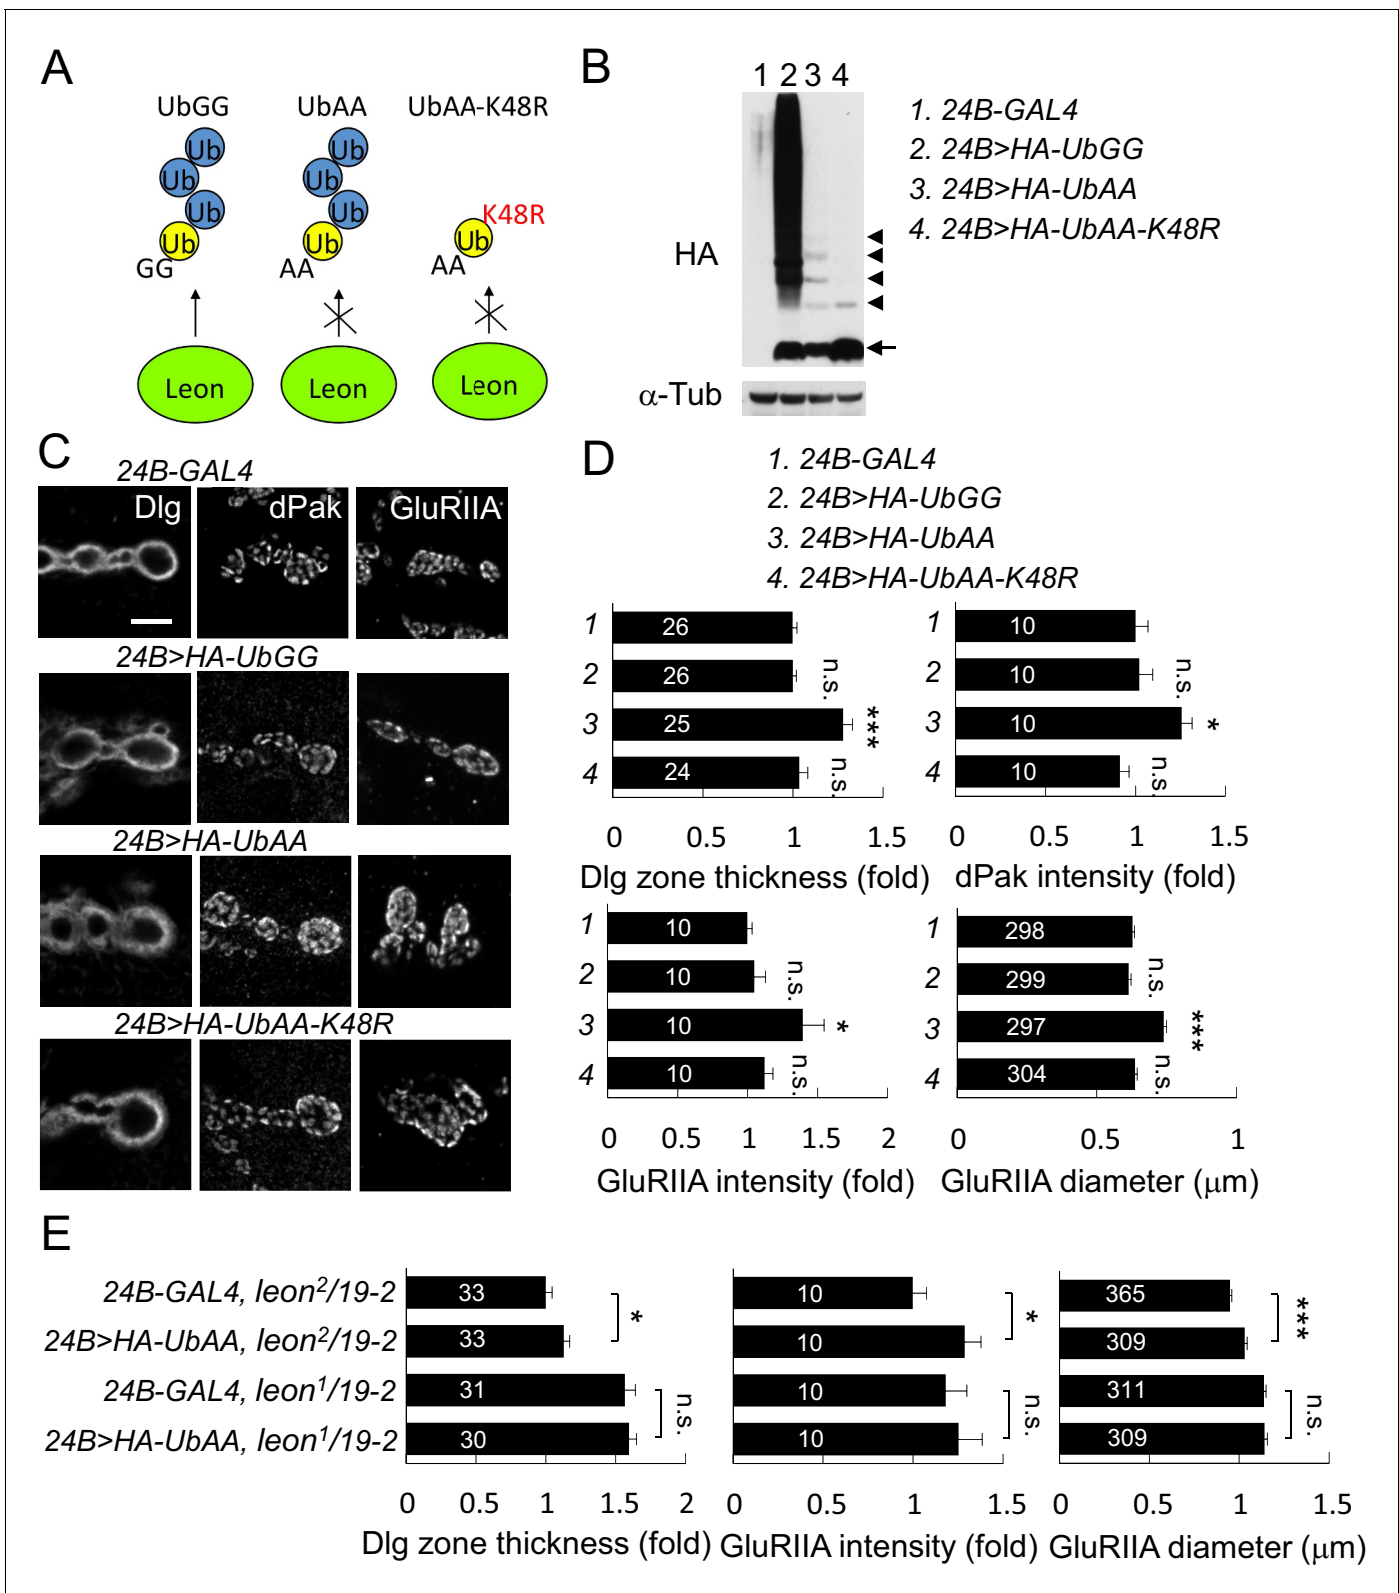 A
UbGG UbAA UbAA-K48R
Ub Ub
Ub Ub
Ub Ub
Ub Ub Ub K48R
GG AA AA
Leon Leon Leon
B
1 2 3 4
HA
α-Tub
1. 24B-GAL4
2. 24B>HA-UbGG
3. 24B>HA-UbAA
4. 24B>HA-UbAA-K48R
C
24B-GAL4
Dlg dPak GluRIIA
24B>HA-UbGG
24B>HA-UbAA
24B>HA-UbAA-K48R
D
1. 24B-GAL4
2. 24B>HA-UbGG
3. 24B>HA-UbAA
4. 24B>HA-UbAA-K48R
1 26
2 26 n.s.
3 25 ***
4 24 n.s.
0 0.5 1 1.5
Dlg zone thickness (fold)
1 10
2 10 n.s.
3 10 *
4 10 n.s.
0 0.5 1 1.5
dPak intensity (fold)
1 10
2 10 n.s.
3 10 *
4 10 n.s.
0 0.5 1 1.5 2
GluRIIA intensity (fold)
1 298
2 299 n.s.
3 297 ***
4 304 n.s.
0 0.5 1
GluRIIA diameter (μm)
E
24B-GAL4, leon²/19-2
24B>HA-UbAA, leon²/19-2
24B-GAL4, leon¹/19-2
24B>HA-UbAA, leon¹/19-2
33
33 *
31
30 n.s.
0 0.5 1 1.5 2
Dlg zone thickness (fold)
10
10 *
10
10 n.s.
0 0.5 1 1.5
GluRIIA intensity (fold)
365
309 ***
311
309 n.s.
0 0.5 1 1.5
GluRIIA diameter (μm)